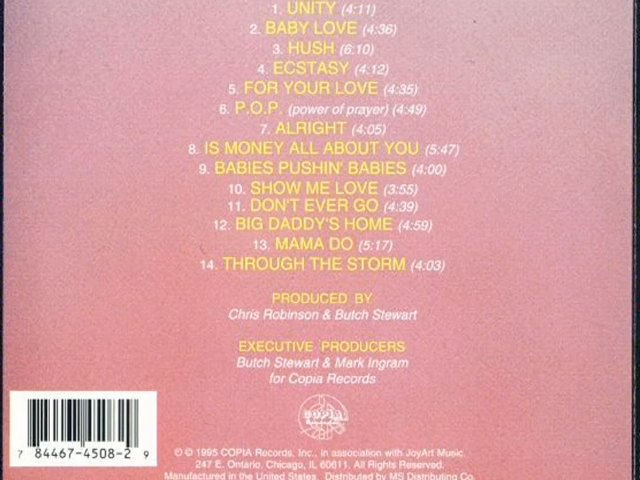 1. UNITY (4:11)
2. BABY LOVE (4:36)
3. HUSH (6:10)
4. ECSTASY (4:12)
5. FOR YOUR LOVE (4:35)
6. P.O.P. (power of prayer) (4:49)
7. ALRIGHT (4:05)
8. IS MONEY ALL ABOUT YOU (5:47)
9. BABIES PUSHIN' BABIES (4:00)
10. SHOW ME LOVE (3:55)
11. DON'T EVER GO (4:39)
12. BIG DADDY'S HOME (4:59)
13. MAMA DO (5:17)
14. THROUGH THE STORM (4:03)
PRODUCED BY
Chris Robinson & Butch Stewart
EXECUTIVE PRODUCERS
Butch Stewart & Mark Ingram
for Copia Records
COPIA
7 84467-4508-2 9
℗ © 1995 COPIA Records, Inc., in association with JoyArt Music.
247 E. Ontario, Chicago, IL 60611. All Rights Reserved.
Manufactured in the United States. Distributed by MS Distributing Co.